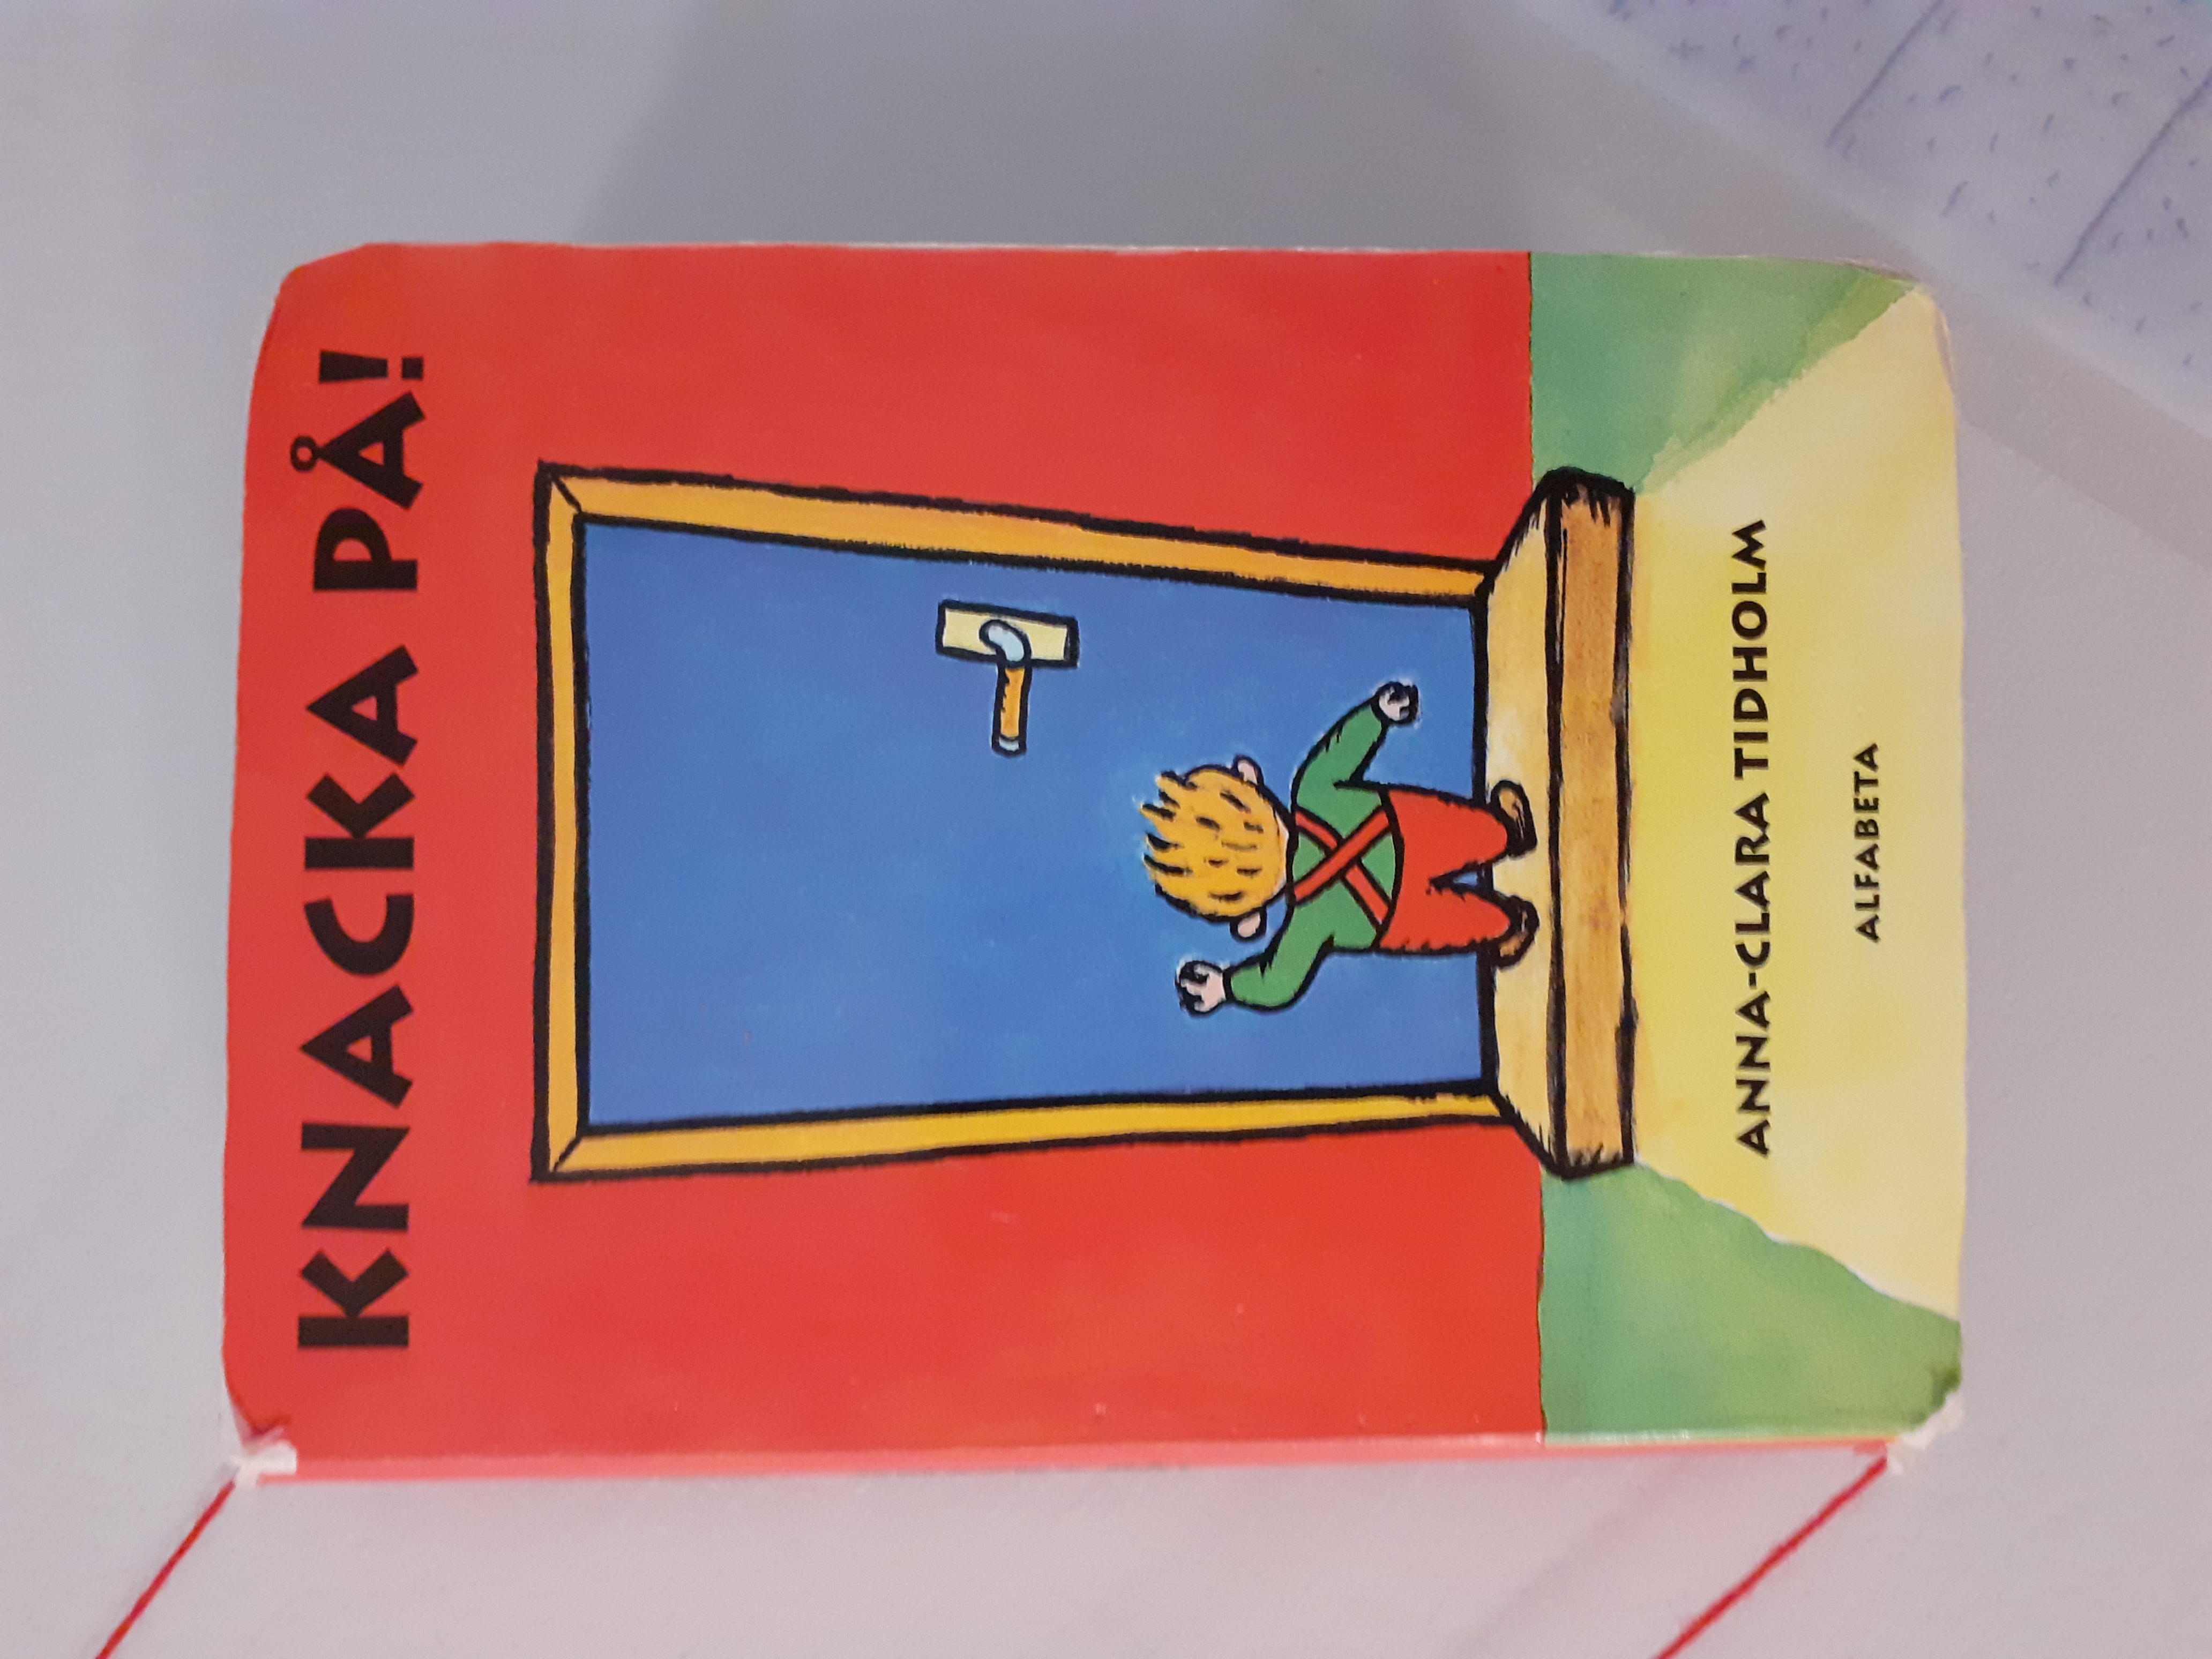 KNACKA PÅ!
ANNA-CLARA TIDHOLM
ALFABETA